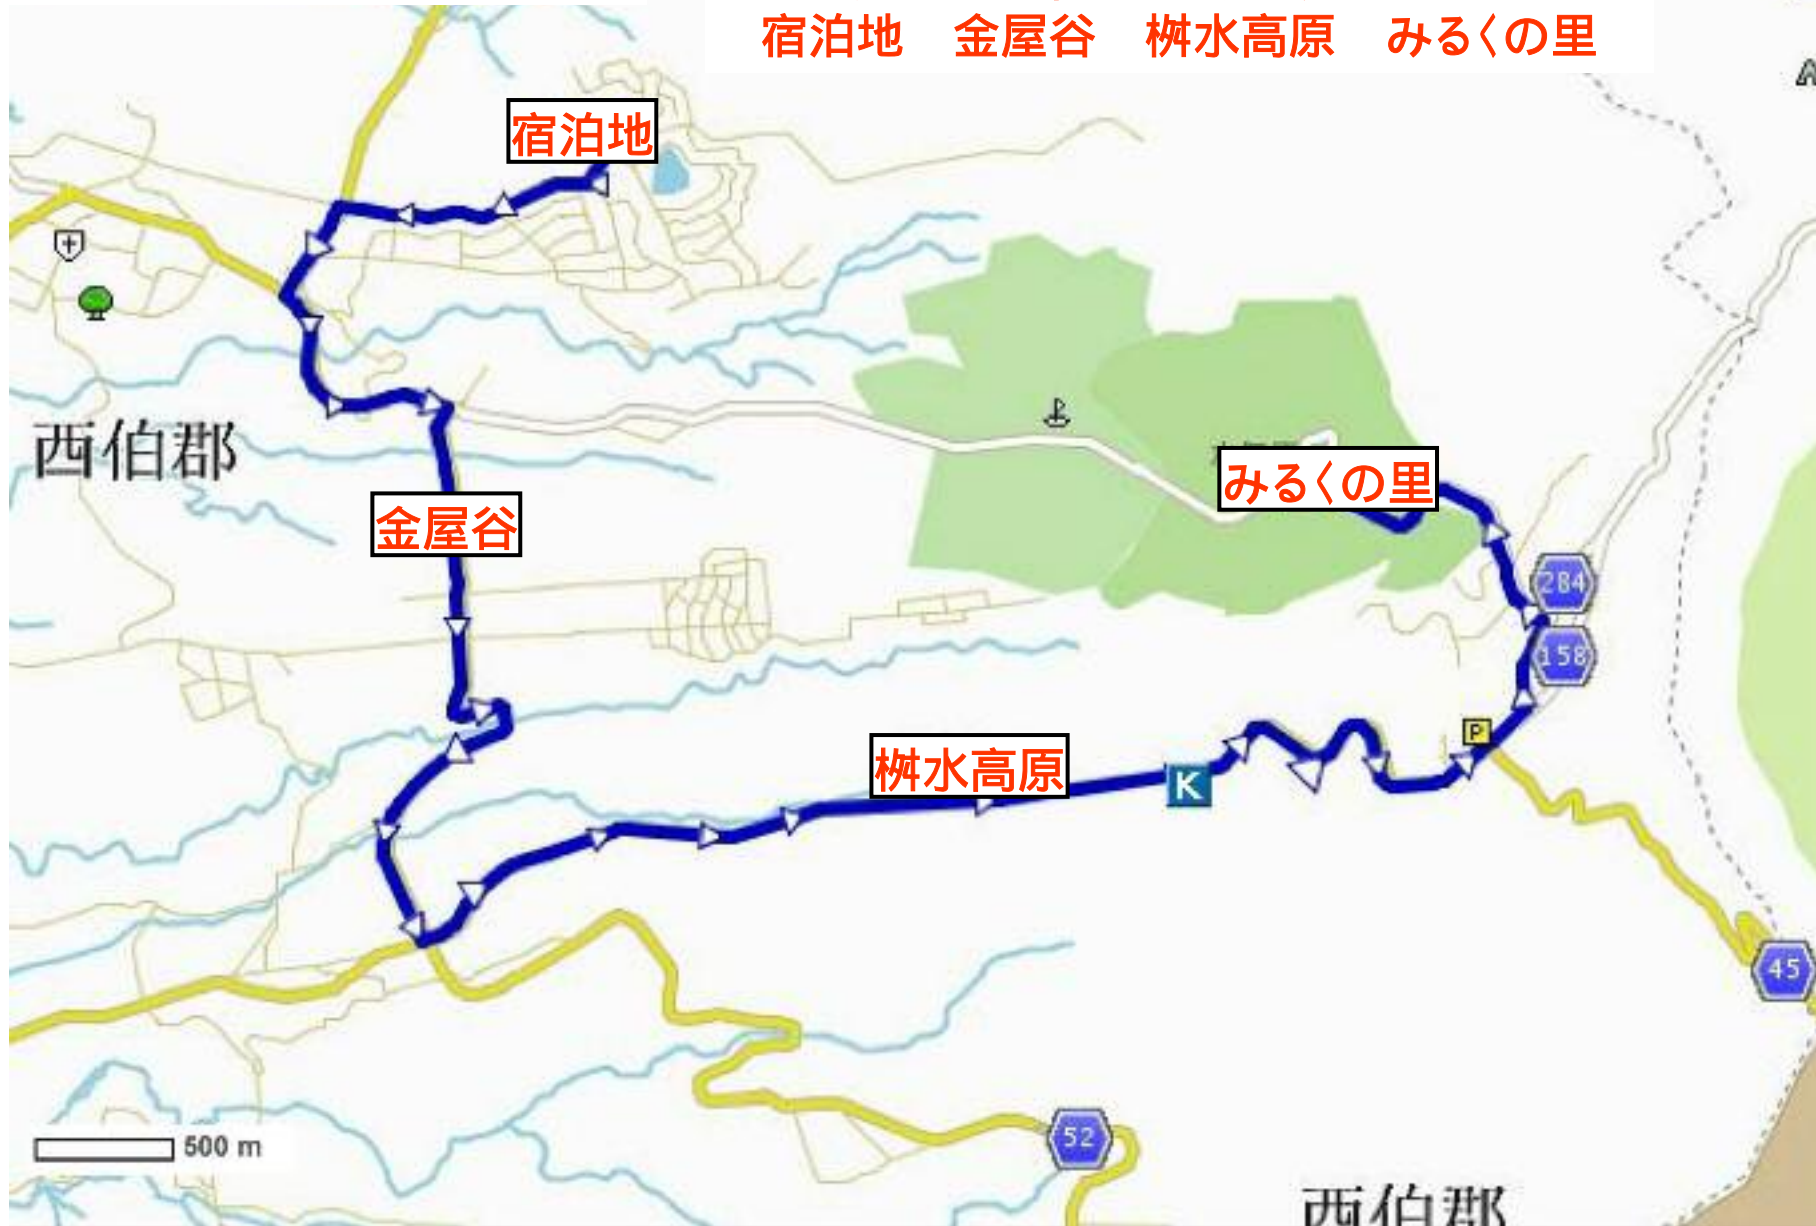 宿泊地　金屋谷　桝水高原　みるくの里
宿泊地
西伯郡
みるくの里
金屋谷
284
158
P
桝水高原
K
45
52
500 m
西伯郡